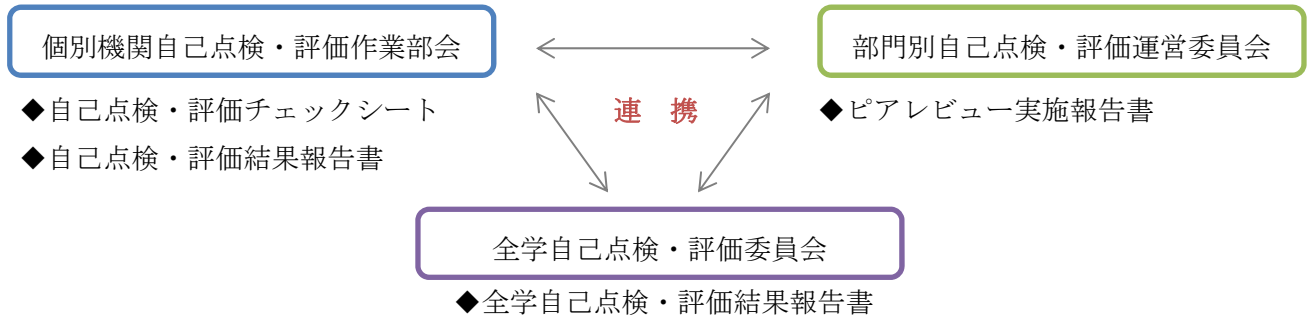 個別機関自己点検・評価作業部会
部門別自己点検・評価運営委員会
◆自己点検・評価チェックシート
◆自己点検・評価結果報告書
連 携
◆ピアレビュー実施報告書
全学自己点検・評価委員会
◆全学自己点検・評価結果報告書